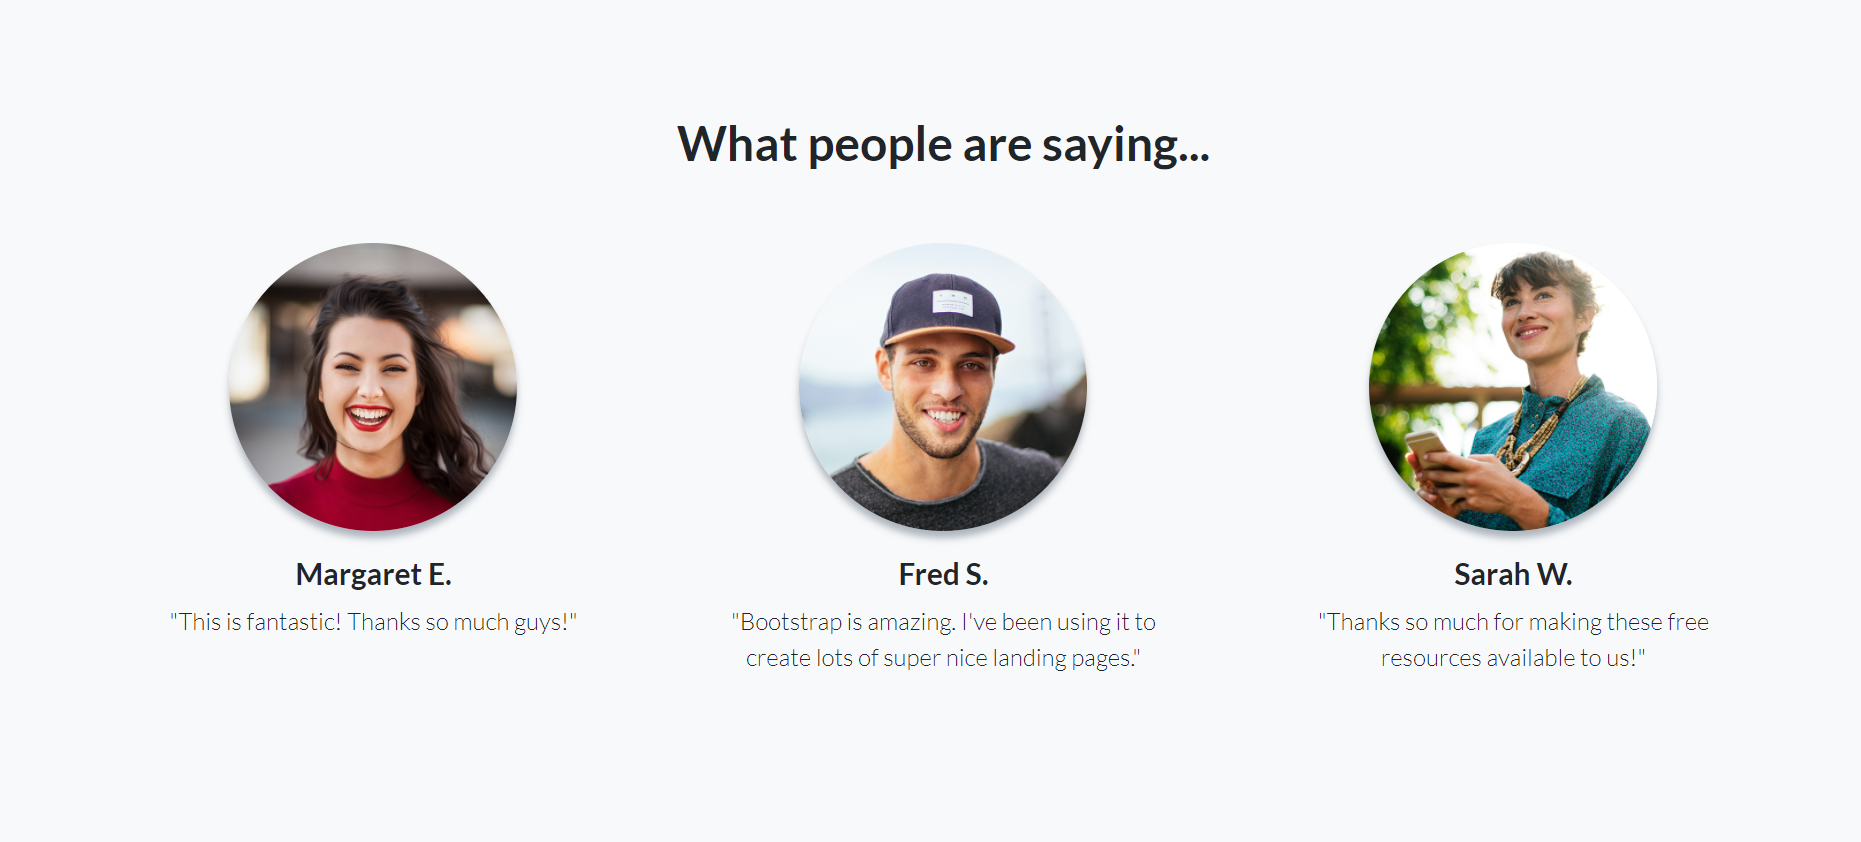 What people are saying...
Margaret E.
"This is fantastic! Thanks so much guys!"
Fred S.
"Bootstrap is amazing. I've been using it to
create lots of super nice landing pages."
Sarah W.
"Thanks so much for making these free
resources available to us!"